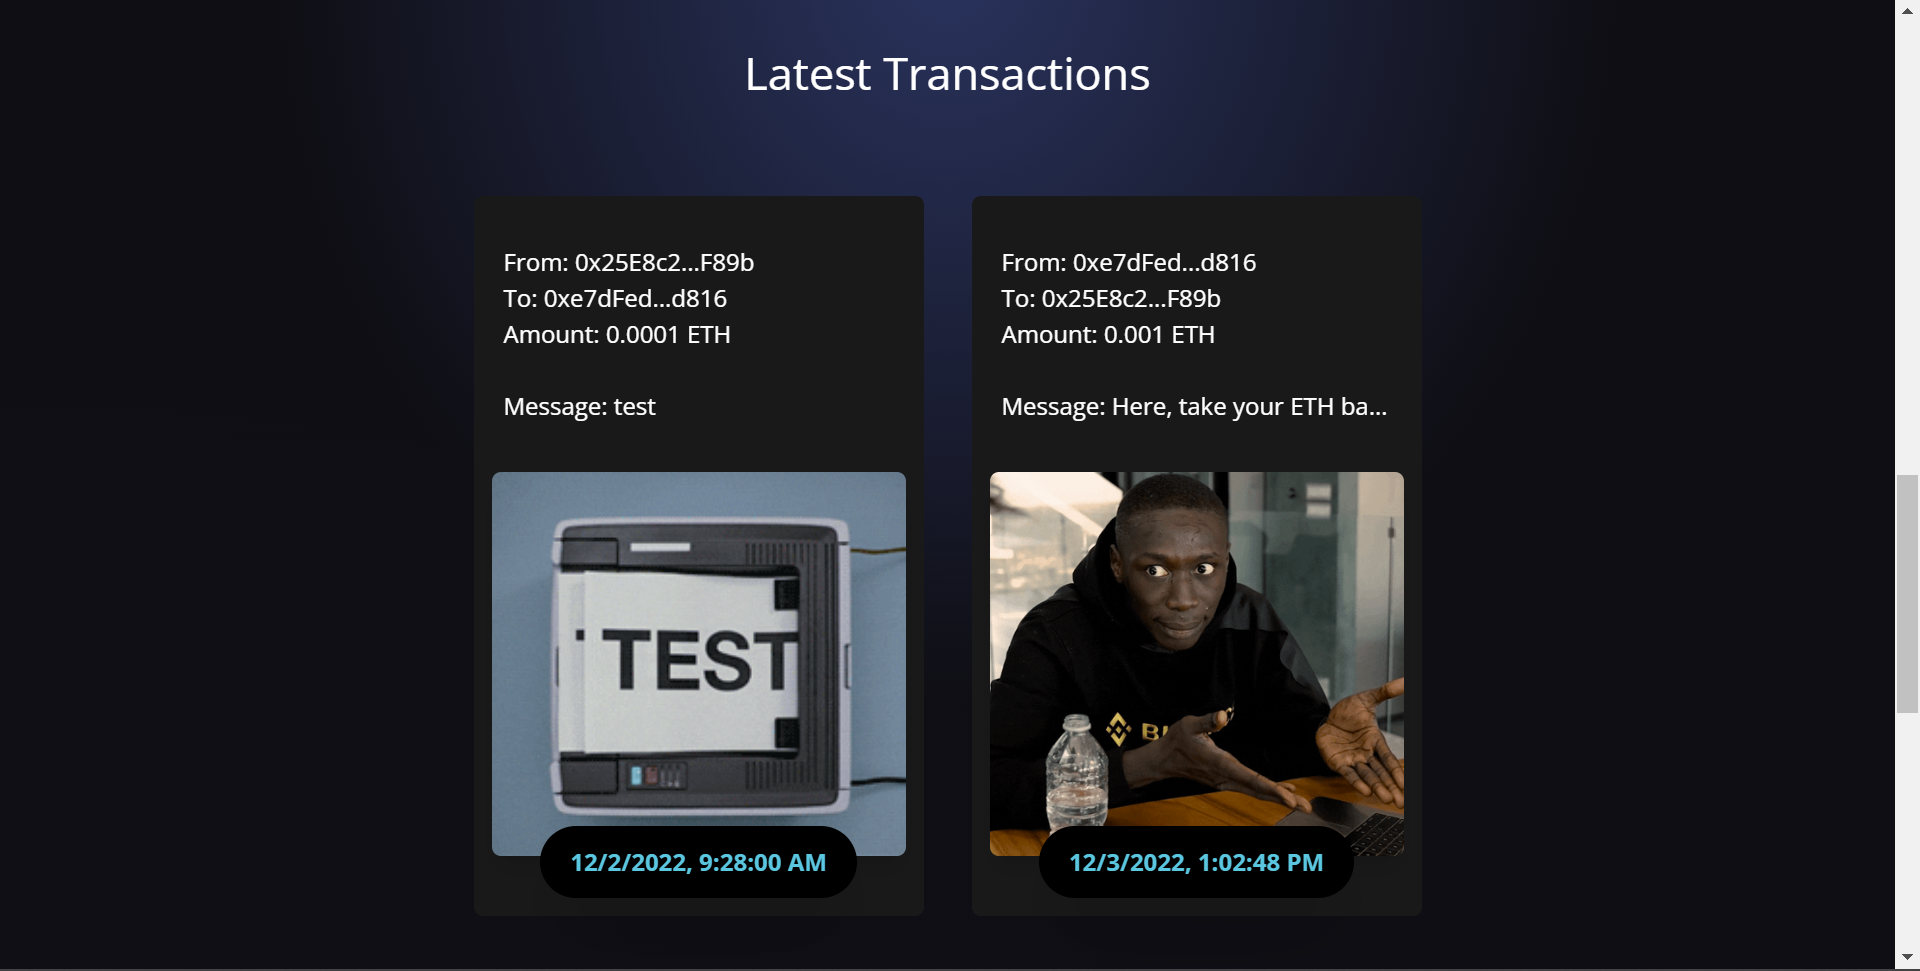 Latest Transactions
From: 0x25E8c2...F89b
To: 0xe7dFed...d816
Amount: 0.0001 ETH
Message: test
TEST
12/2/2022, 9:28:00 AM
From: 0xe7dFed...d816
To: 0x25E8c2...F89b
Amount: 0.001 ETH
Message: Here, take your ETH ba...
12/3/2022, 1:02:48 PM